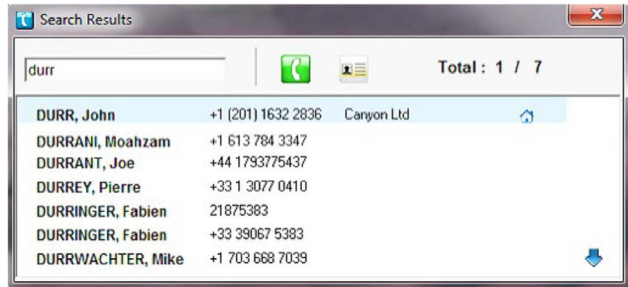 Search Results
durr
Total : 1 / 7
DURR, John +1 (201) 1632 2836 Canyon Ltd
DURRANI, Moahzam +1 613 784 3347
DURRANT, Joe +44 1793775437
DURREY, Pierre +33 1 3077 0410
DURRINGER, Fabien 21875383
DURRINGER, Fabien +33 39067 5383
DURRWACHTER, Mike +1 703 668 7039